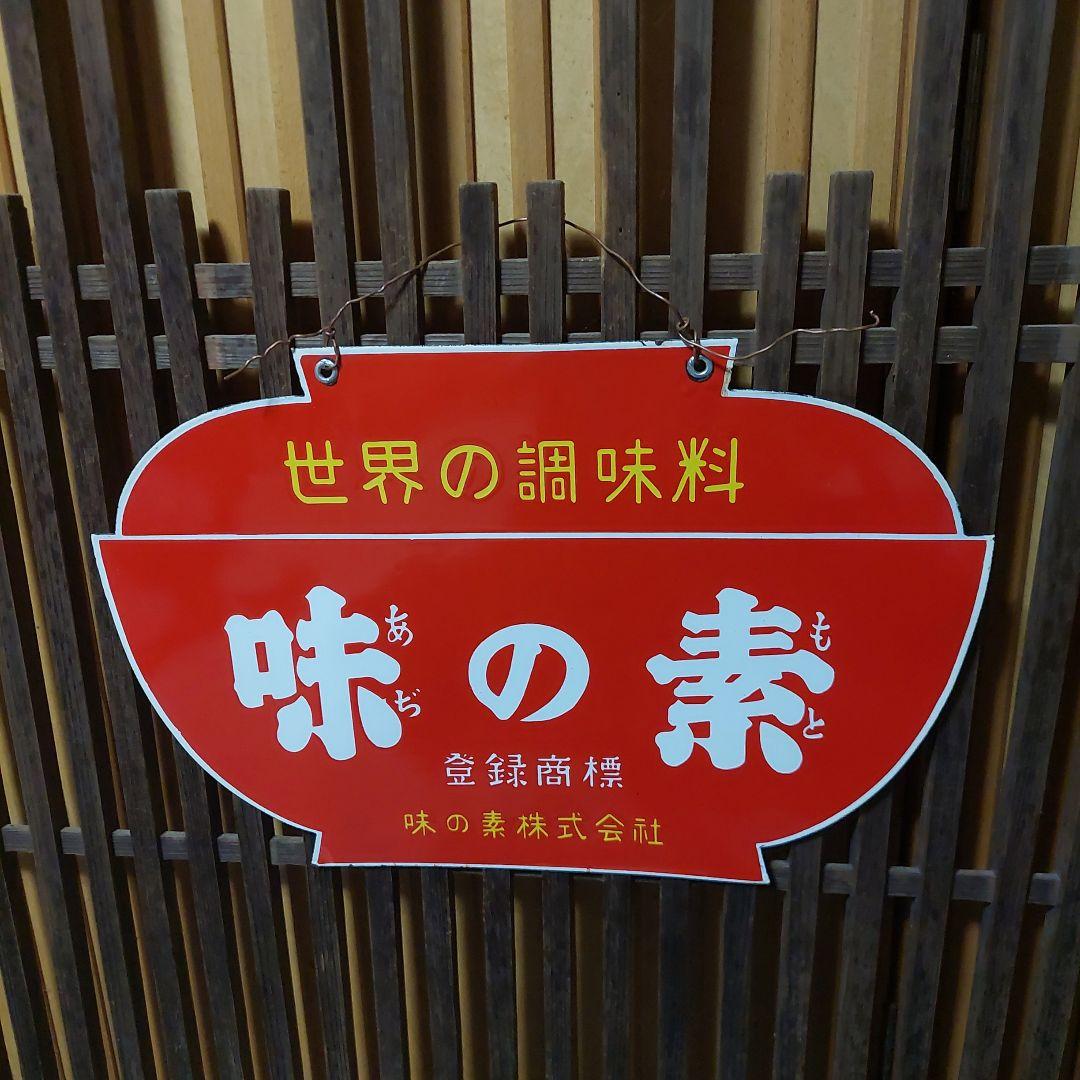 世界の調味料
味の素
あぢ
もと
登録商標
味の素株式会社